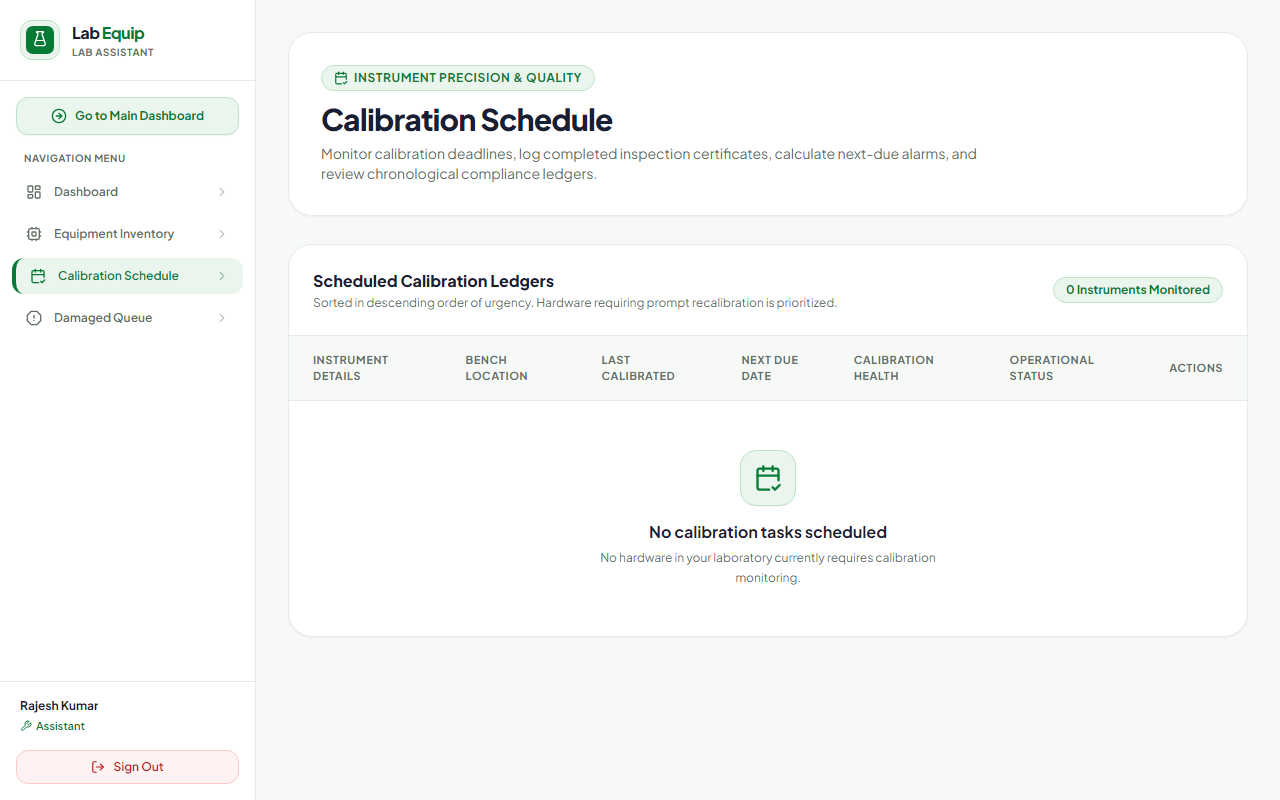 Lab Equip
LAB ASSISTANT
Go to Main Dashboard
NAVIGATION MENU
Dashboard
Equipment Inventory
Calibration Schedule
Damaged Queue
Rajesh Kumar
Assistant
Sign Out
INSTRUMENT PRECISION & QUALITY
Calibration Schedule
Monitor calibration deadlines, log completed inspection certificates, calculate next-due alarms, and
review chronological compliance ledgers.
Scheduled Calibration Ledgers
Sorted in descending order of urgency. Hardware requiring prompt recalibration is prioritized.
0 Instruments Monitored
INSTRUMENT DETAILS
BENCH LOCATION
LAST CALIBRATED
NEXT DUE DATE
CALIBRATION HEALTH
OPERATIONAL STATUS
ACTIONS
No calibration tasks scheduled
No hardware in your laboratory currently requires calibration
monitoring.